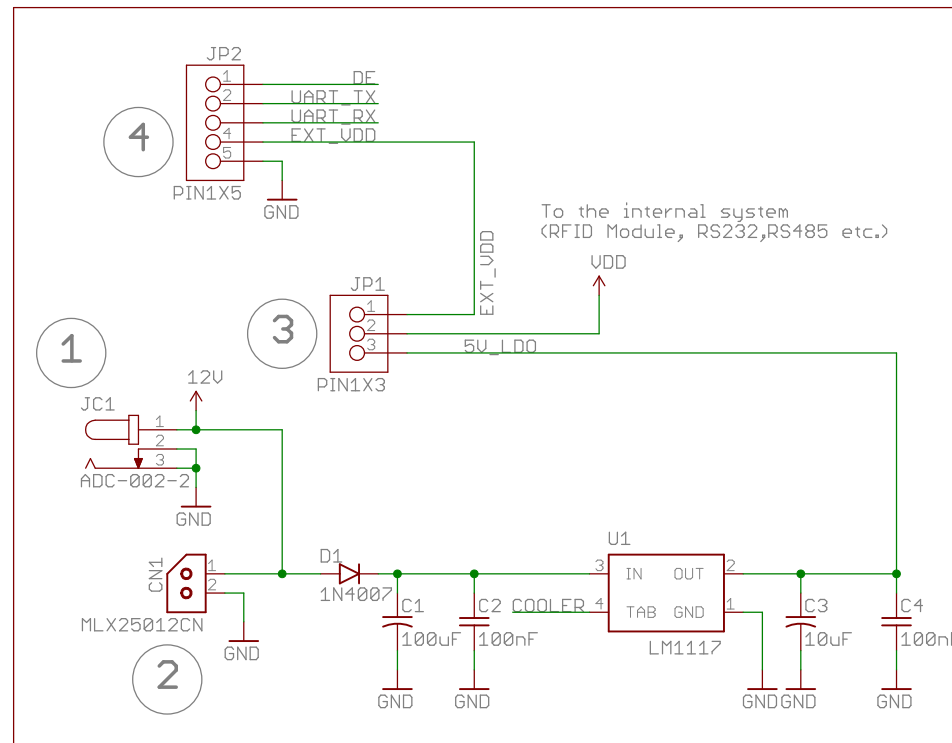 JP2
1
DE
2
UART_TX
UART_RX
4
EXT_VDD
5
4
PIN1X5
GND
To the internal system
(RFID Module, RS232,RS485 etc.)
VDD
EXT_VDD
JP1
1
2
3
5V_LDO
3
PIN1X3
1
12V
JC1
1
2
3
ADC-002-2
GND
CN1
1
2
MLX25012CN
GND
2
D1
1N4007
C1
100uF
GND
C2
100nF
GND
COOLER
U1
3
IN
OUT
2
4
TAB
GND
1
LM1117
GND
C3
10uF
GND
C4
100n
GND